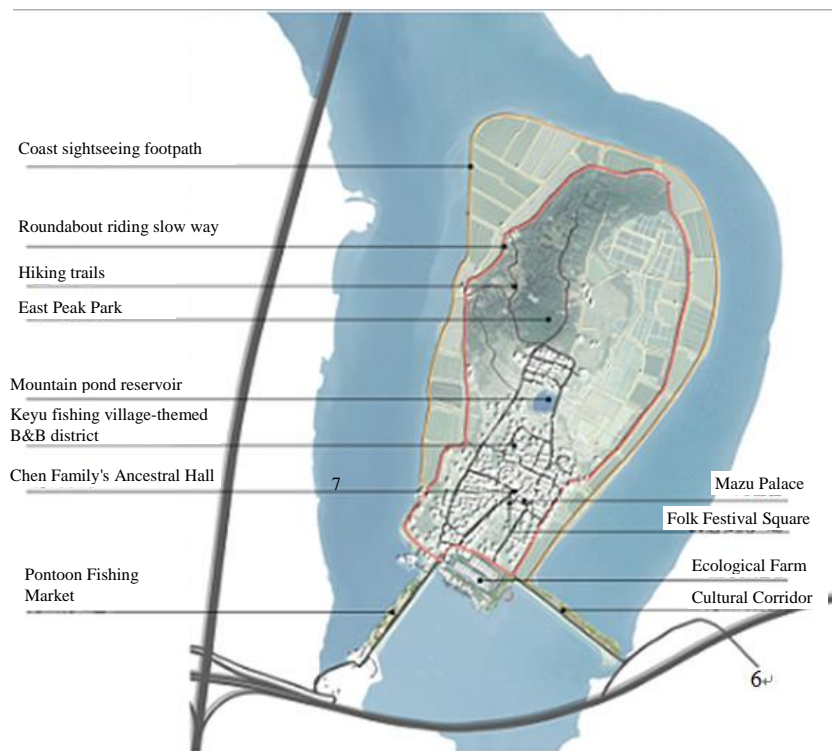 Coast sightseeing footpath
Roundabout riding slow way
Hiking trails
East Peak Park
Mountain pond reservoir
Keyu fishing village-themed
B&B district
Chen Family's Ancestral Hall
7
Mazu Palace
Folk Festival Square
Pontoon Fishing
Market
Ecological Farm
Cultural Corridor
6↵